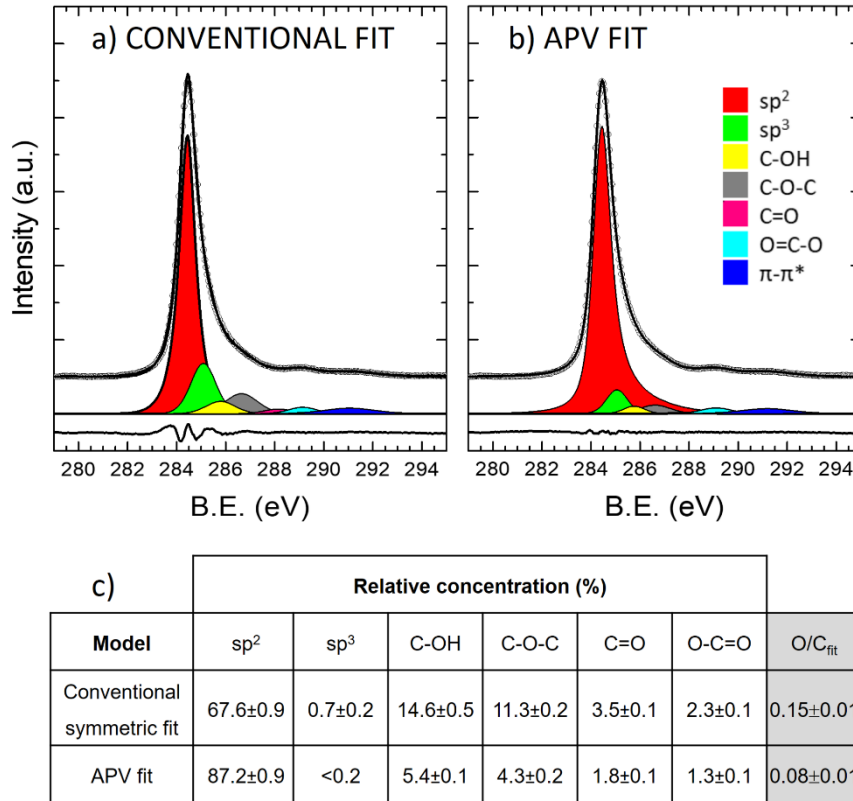 a) CONVENTIONAL FIT
b) APV FIT
sp²
sp³
C-OH
C-O-C
C=O
O=C-O
π-π*
Intensity (a.u.)
280 282 284 286 288 290 292 294
280 282 284 286 288 290 292 294
B.E. (eV)
B.E. (eV)
c)
Relative concentration (%)
Model sp² sp³ C-OH C-O-C C=O O-C=O O/Cfit
Conventional
symmetric fit 67.6±0.9 0.7±0.2 14.6±0.5 11.3±0.2 3.5±0.1 2.3±0.1 0.15±0.01
APV fit 87.2±0.9 <0.2 5.4±0.1 4.3±0.2 1.8±0.1 1.3±0.1 0.08±0.01